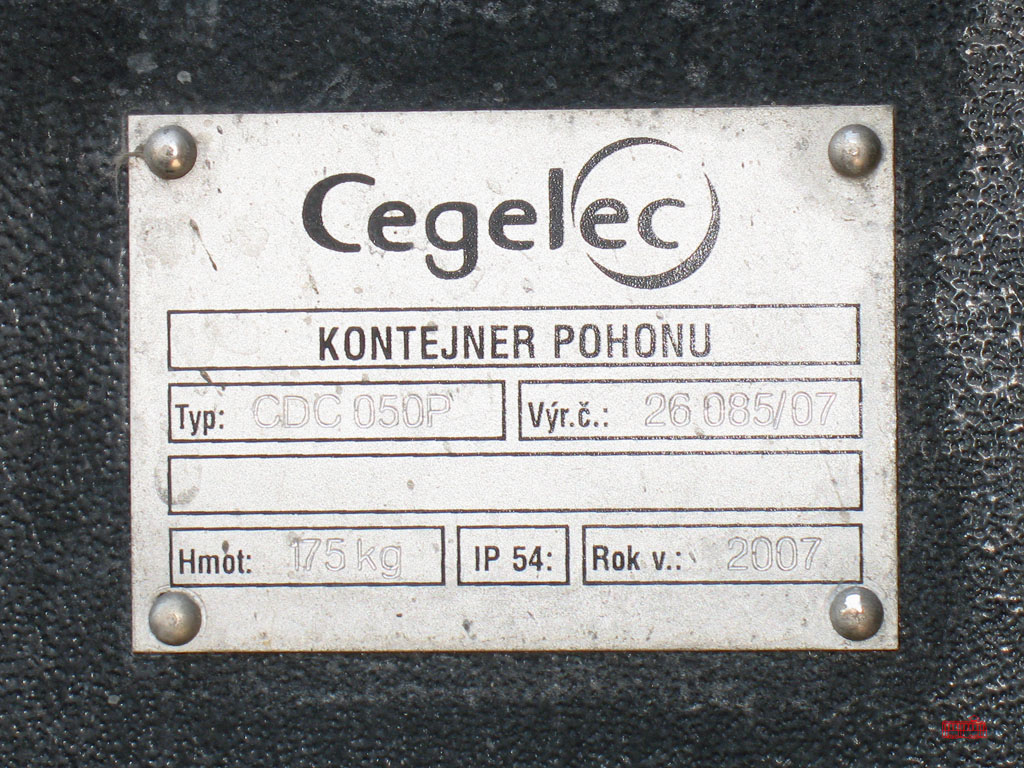 Cegelec
KONTEJNER POHONU
Typ: CDC 050P Výr.č.: 26 085/07
Hmot: 175 kg IP 54: Rok v.: 2007